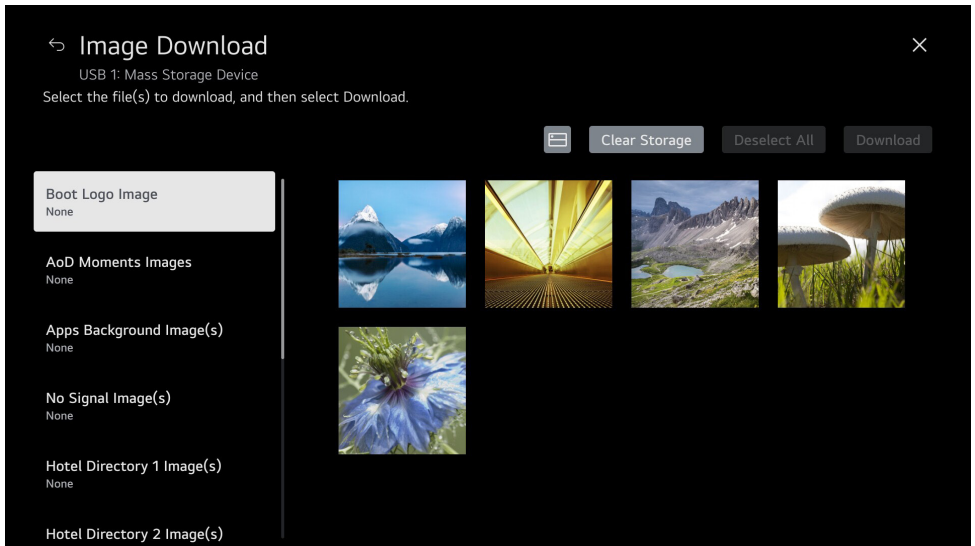 Image Download
USB 1: Mass Storage Device
Select the file(s) to download, and then select Download.
Clear Storage
Deselect All
Download
Boot Logo Image
None
AoD Moments Images
None
Apps Background Image(s)
None
No Signal Image(s)
None
Hotel Directory 1 Image(s)
None
Hotel Directory 2 Image(s)